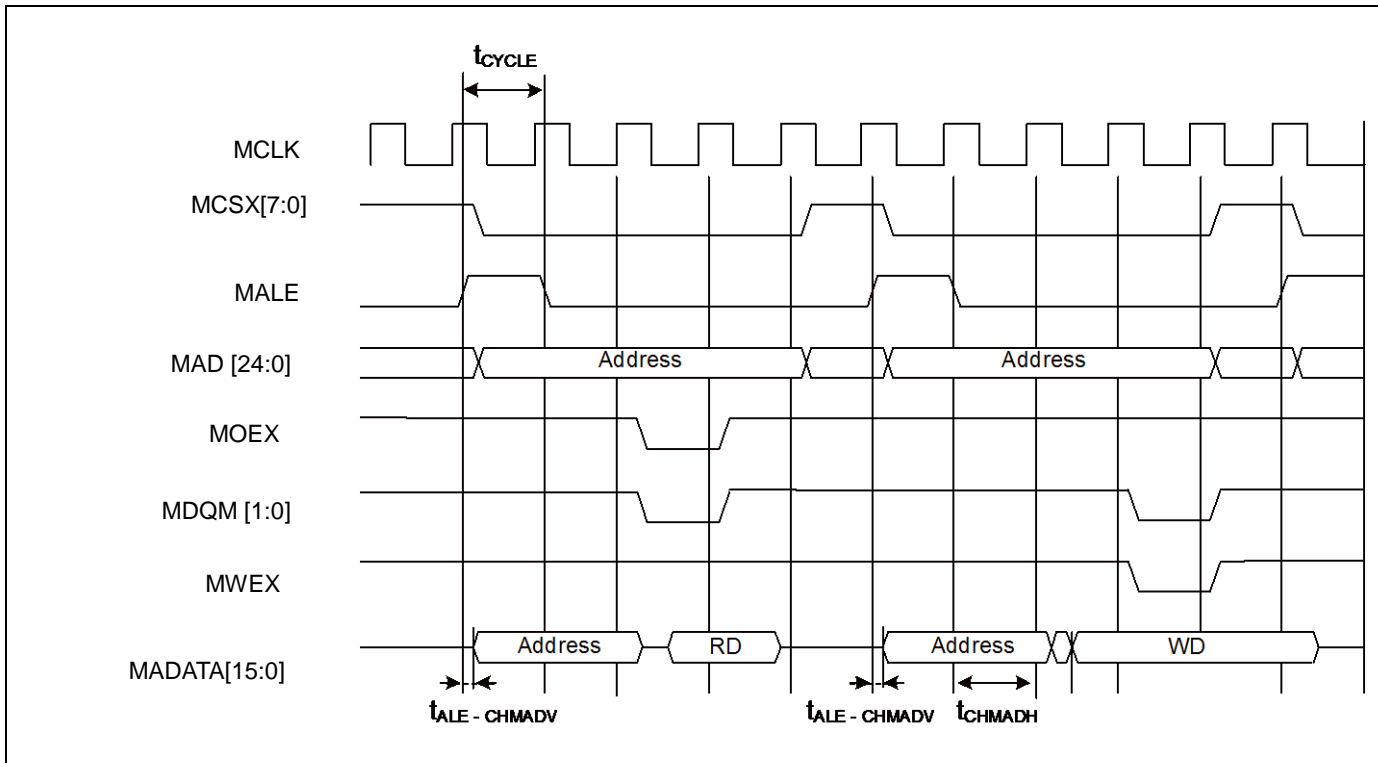 tCYCLE
MCLK
MCSX[7:0]
MALE
MAD [24:0]
Address
Address
MOEX
MDQM [1:0]
MWEX
MADATA[15:0]
Address
RD
Address
WD
tALE - CHMADV
tALE - CHMADV
tCHMADH